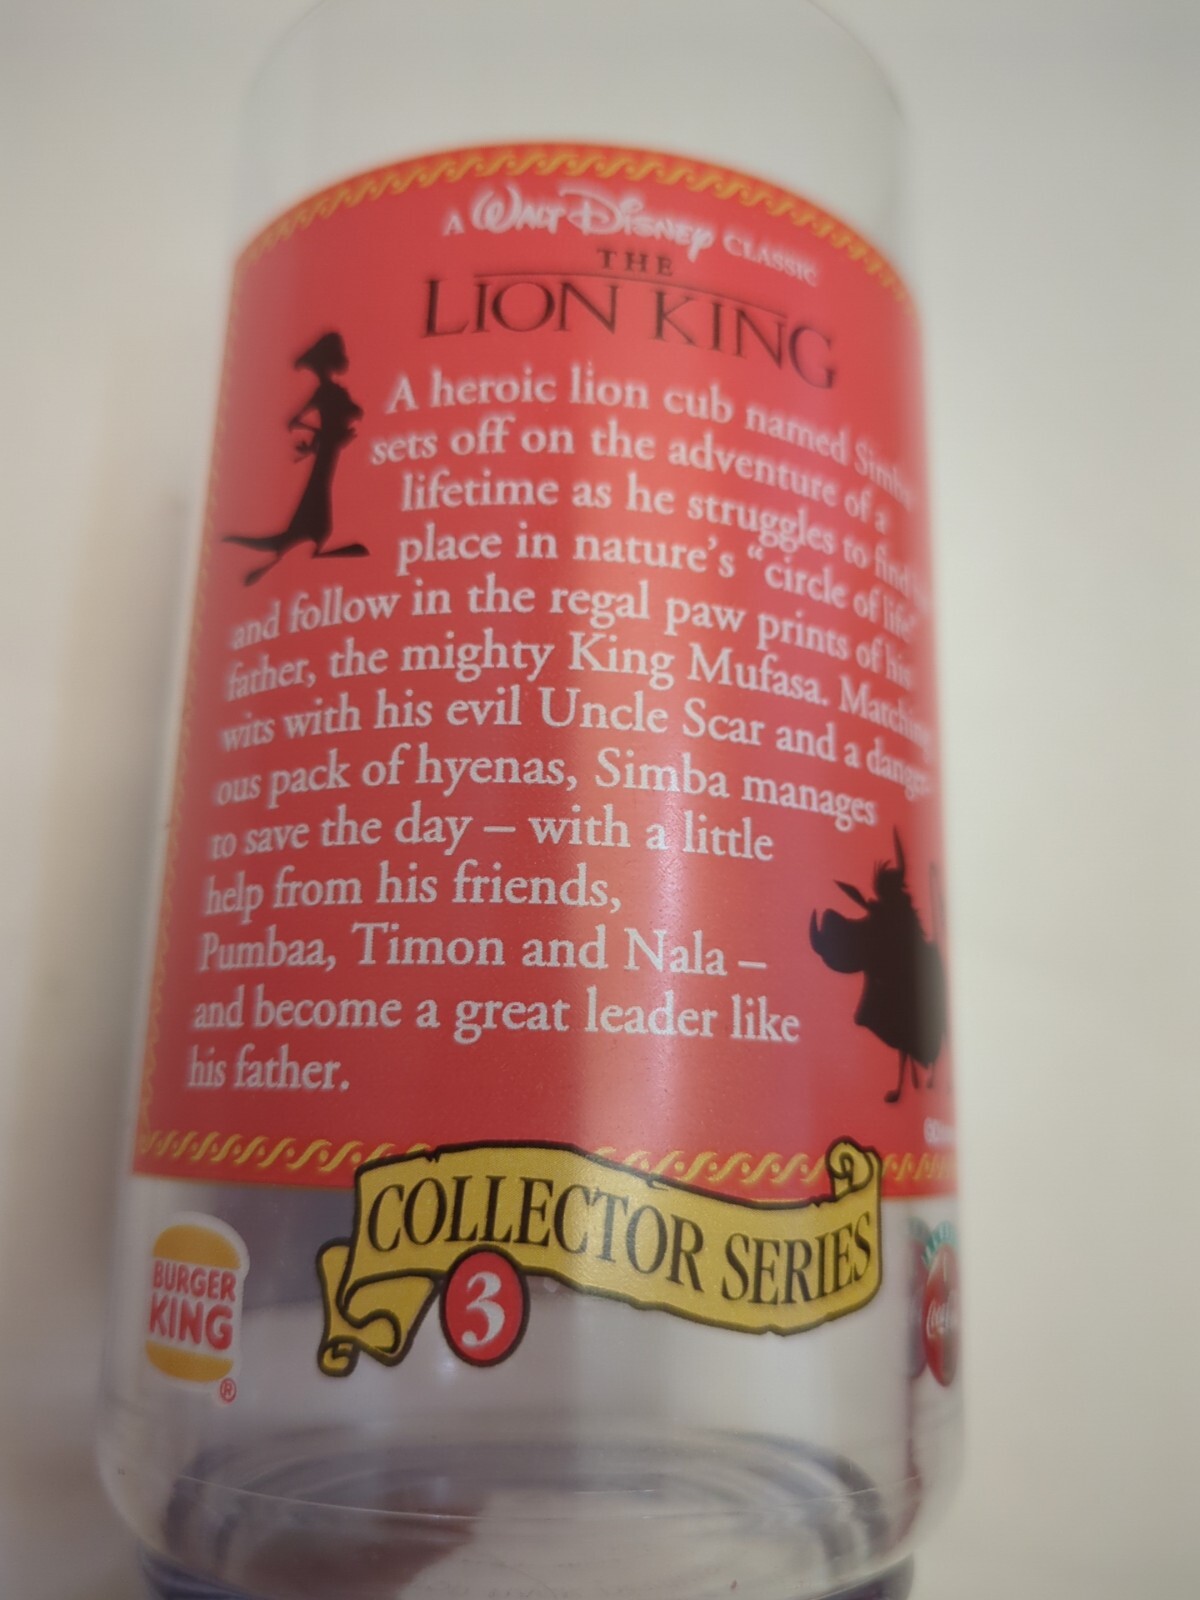 A WALT DISNEY CLASSIC
THE
LION KING
A heroic lion cub named Simba
sets off on the adventure of a
lifetime as he struggles to find
place in nature's "circle of life"
and follow in the regal paw prints of his
father, the mighty King Mufasa. Matching
wits with his evil Uncle Scar and a danger-
ous pack of hyenas, Simba manages
to save the day – with a little
help from his friends,
Pumbaa, Timon and Nala –
and become a great leader like
his father.
COLLECTOR SERIES
3
BURGER
KING
®